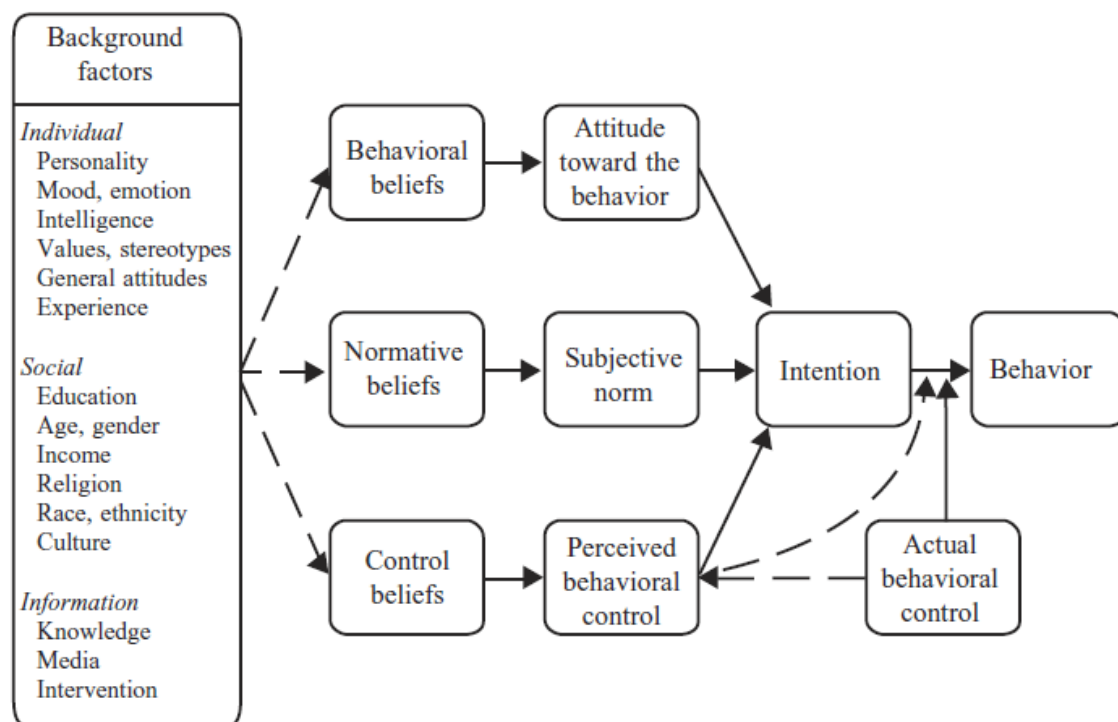 Background
factors
Individual
Personality
Mood, emotion
Intelligence
Values, stereotypes
General attitudes
Experience
Social
Education
Age, gender
Income
Religion
Race, ethnicity
Culture
Information
Knowledge
Media
Intervention
Behavioral
beliefs
Attitude
toward the
behavior
Normative
beliefs
Subjective
norm
Intention
Behavior
Control
beliefs
Perceived
behavioral
control
Actual
behavioral
control